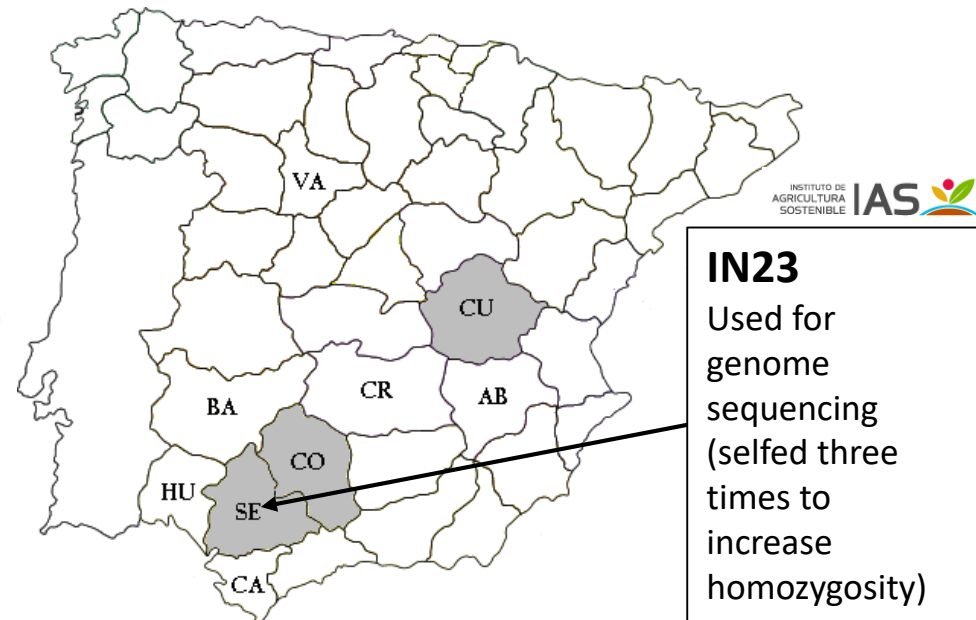 VA
INSTITUTO DE
AGRICULTURA
SOSTENIBLE
IAS
CU
IN23
Used for
genome
sequencing
(selfed three
times to
increase
homozygosity)
BA
CR
AB
CO
HU
SE
CA